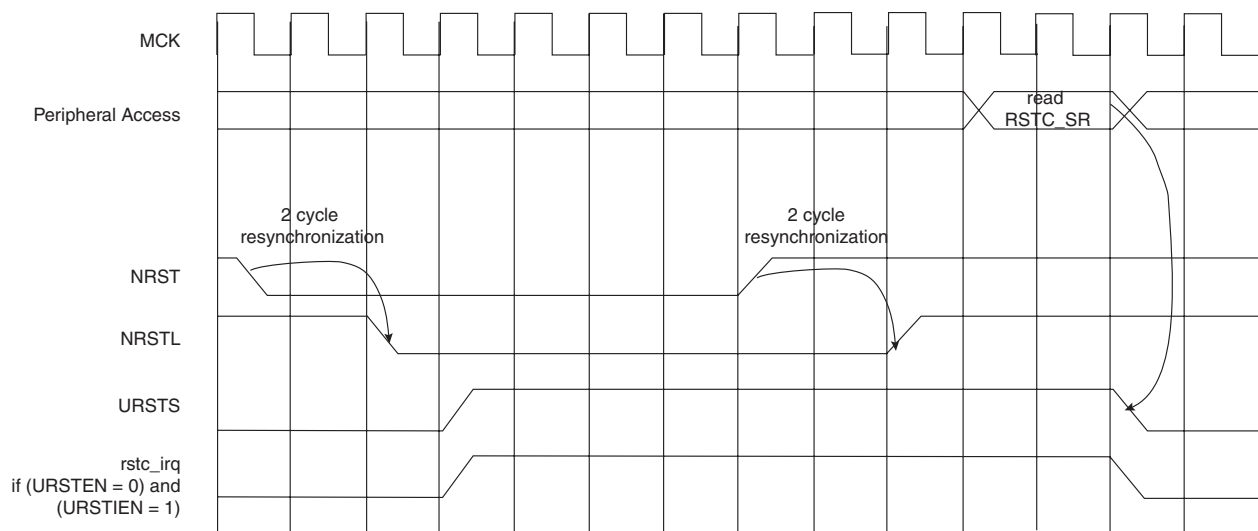 MCK
Peripheral Access
read
RSTC_SR
2 cycle
resynchronization
2 cycle
resynchronization
NRST
NRSTL
URSTS
rstc_irq
if (URSTEN = 0) and
(URSTIEN = 1)